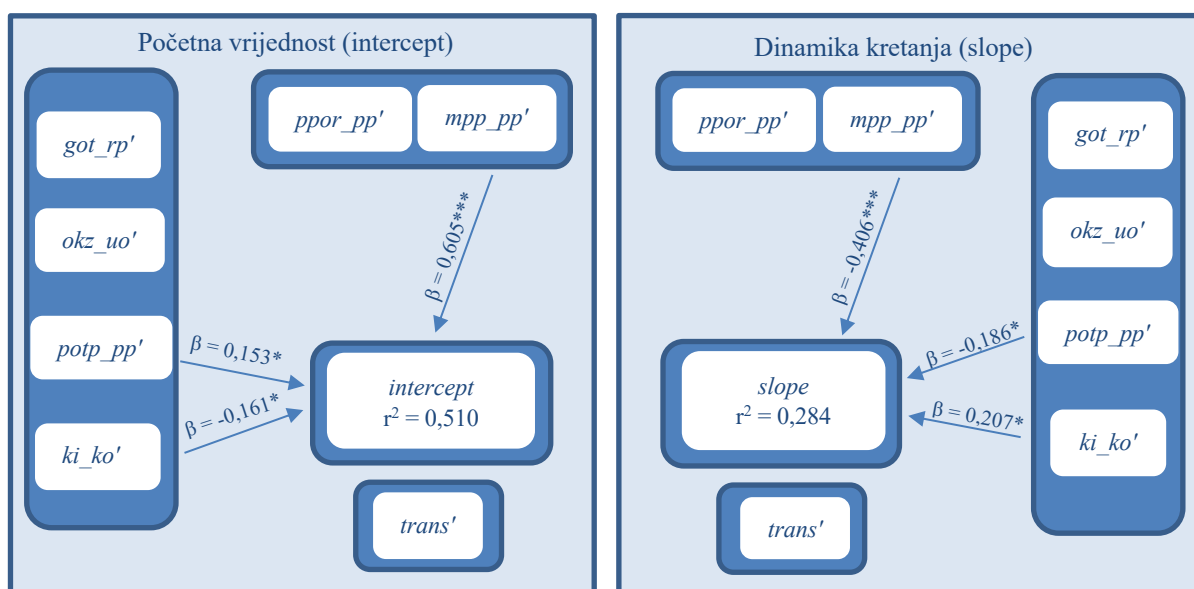 Početna vrijednost (intercept)
got_rp'
okz_uo'
potp_pp'
ki_ko'
ppor_pp'
mpp_pp'
β = 0,605***
β = 0,153*
β = -0,161*
intercept
r² = 0,510
trans'
Dinamika kretanja (slope)
ppor_pp'
mpp_pp'
got_rp'
okz_uo'
potp_pp'
ki_ko'
β = -0,406***
β = -0,186*
β = 0,207*
slope
r² = 0,284
trans'